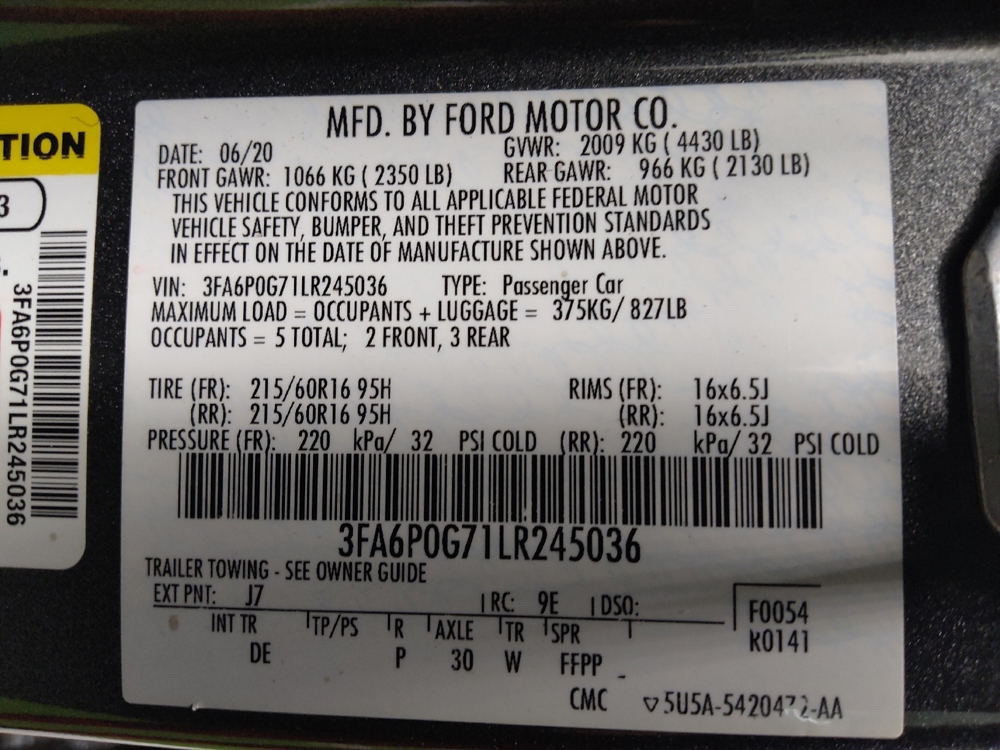 TION
3
3FA6P0G71LR245036
MFD. BY FORD MOTOR CO.
DATE: 06/20 GVWR: 2009 KG ( 4430 LB)
FRONT GAWR: 1066 KG ( 2350 LB) REAR GAWR: 966 KG ( 2130 LB)
THIS VEHICLE CONFORMS TO ALL APPLICABLE FEDERAL MOTOR
VEHICLE SAFETY, BUMPER, AND THEFT PREVENTION STANDARDS
IN EFFECT ON THE DATE OF MANUFACTURE SHOWN ABOVE.
VIN: 3FA6P0G71LR245036 TYPE: Passenger Car
MAXIMUM LOAD = OCCUPANTS + LUGGAGE = 375KG/ 827LB
OCCUPANTS = 5 TOTAL; 2 FRONT, 3 REAR
TIRE (FR): 215/60R16 95H RIMS (FR): 16x6.5J
(RR): 215/60R16 95H (RR): 16x6.5J
PRESSURE (FR): 220 kPa/ 32 PSI COLD (RR): 220 kPa/ 32 PSI COLD
3FA6P0G71LR245036
TRAILER TOWING - SEE OWNER GUIDE
EXT PNT: J7 RC: 9E DSO: F0054
INT TR TP/PS R AXLE TR SPR R0141
DE P 30 W FFPP
CMC ▽5U5A-5420472-AA